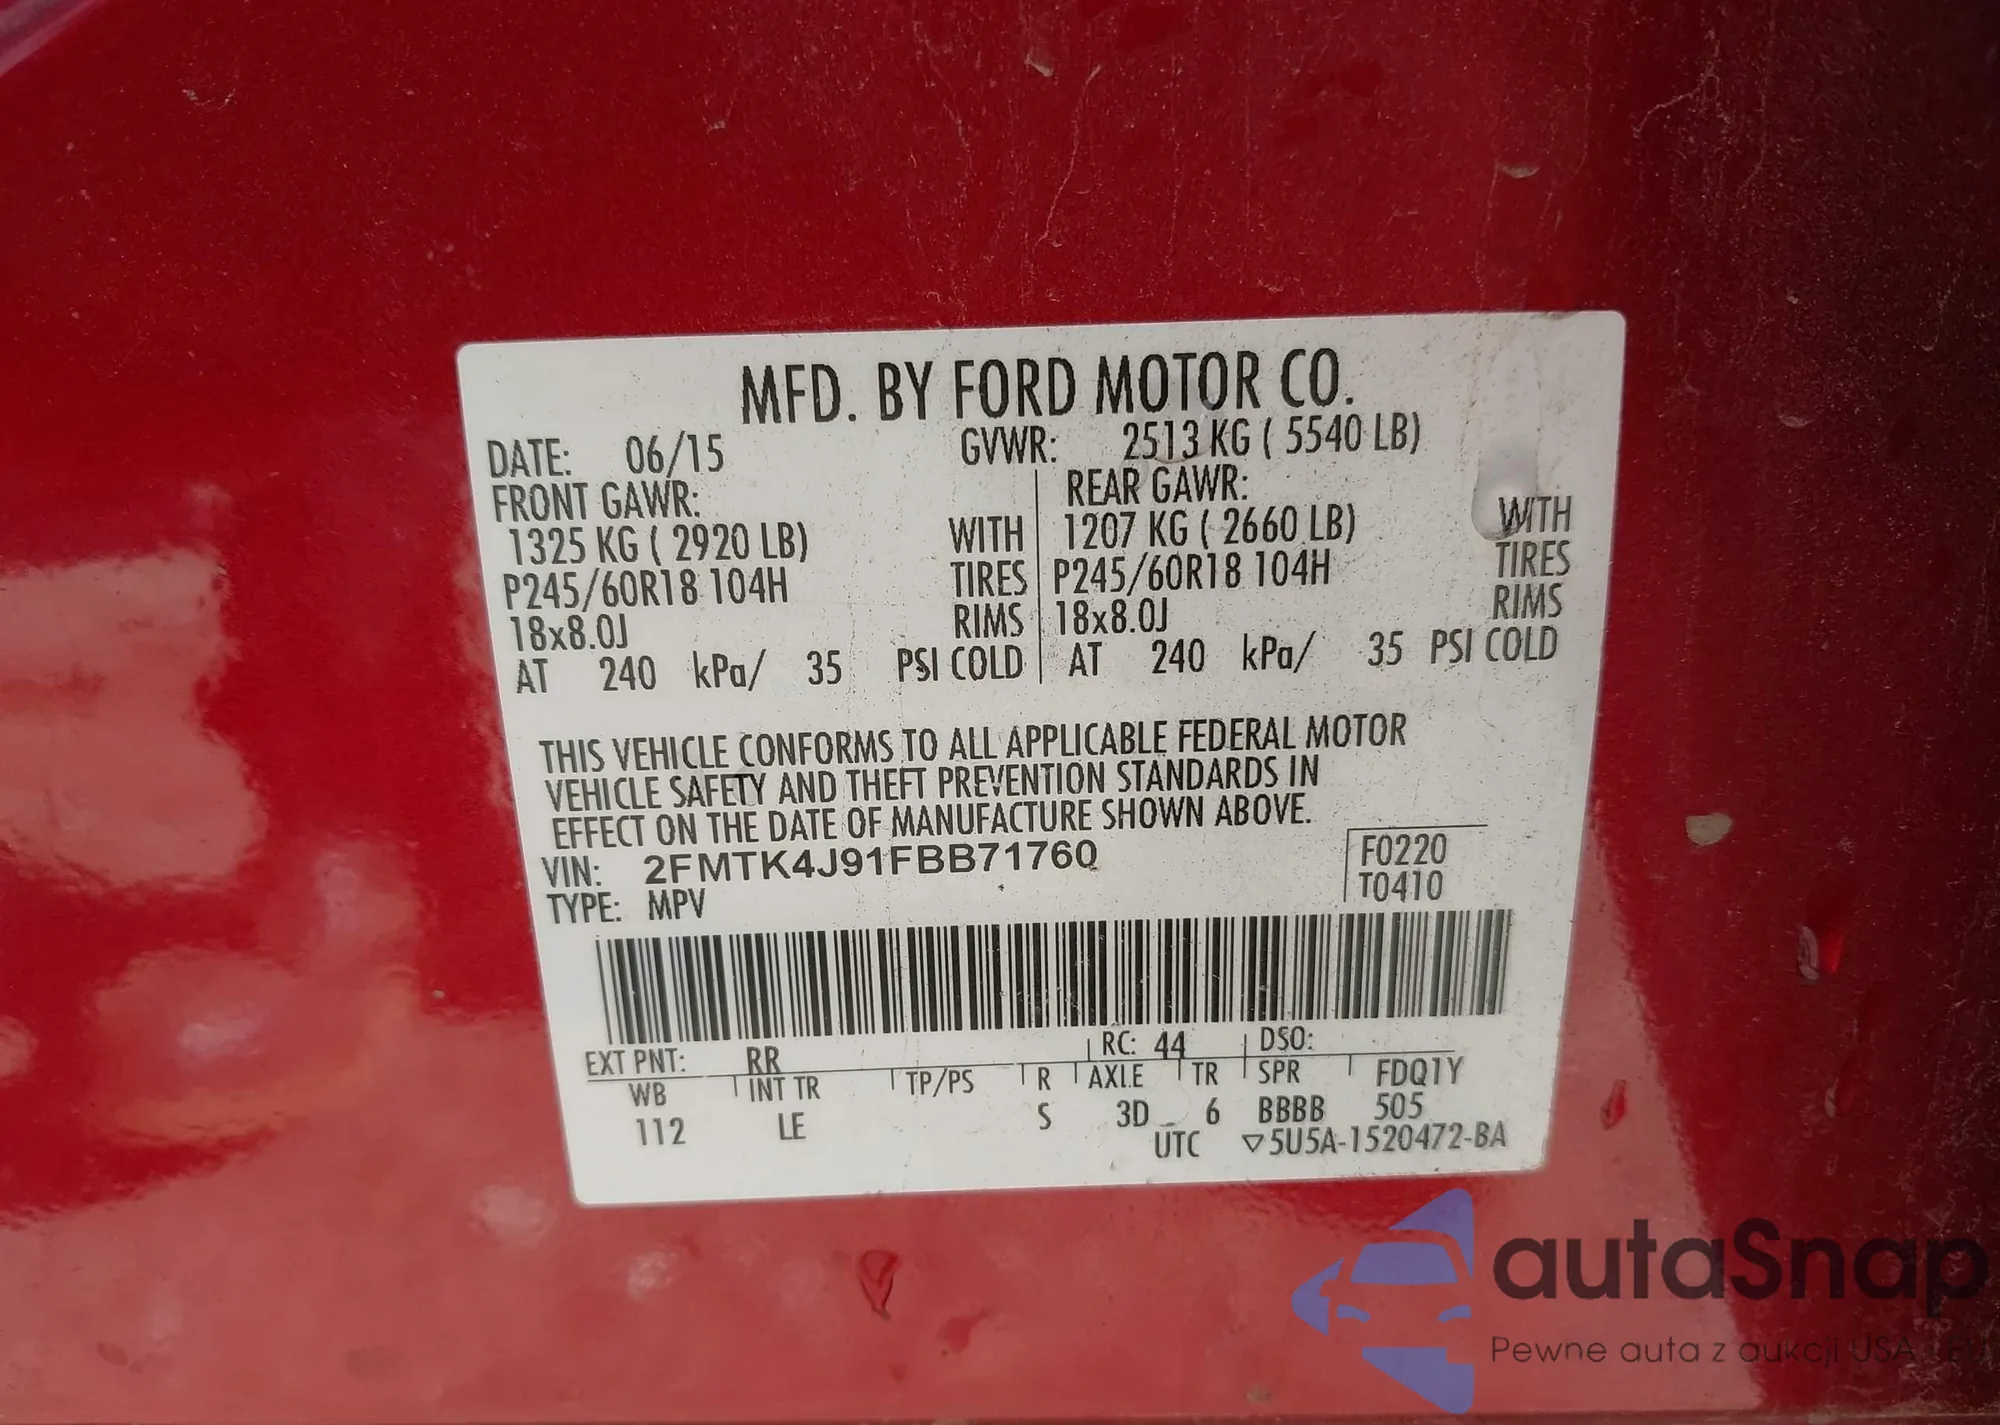 MFD. BY FORD MOTOR CO.
DATE: 06/15 GVWR: 2513 KG ( 5540 LB)
FRONT GAWR: REAR GAWR:
1325 KG ( 2920 LB) WITH 1207 KG ( 2660 LB) WITH
P245/60R18 104H TIRES P245/60R18 104H TIRES
18x8.0J RIMS 18x8.0J RIMS
AT 240 kPa/ 35 PSI COLD AT 240 kPa/ 35 PSI COLD
THIS VEHICLE CONFORMS TO ALL APPLICABLE FEDERAL MOTOR
VEHICLE SAFETY AND THEFT PREVENTION STANDARDS IN
EFFECT ON THE DATE OF MANUFACTURE SHOWN ABOVE.
VIN: 2FMTK4J91FBB71760 F0220
TYPE: MPV T0410
EXT PNT: RR RC: 44 DSO:
WB INT TR TP/PS R AXLE TR SPR FDQ1Y
112 LE S 3D 6 BBBB 505
UTC ▽5U5A-1520472-BA
autaSnap
Pewne auta z aukcji USA